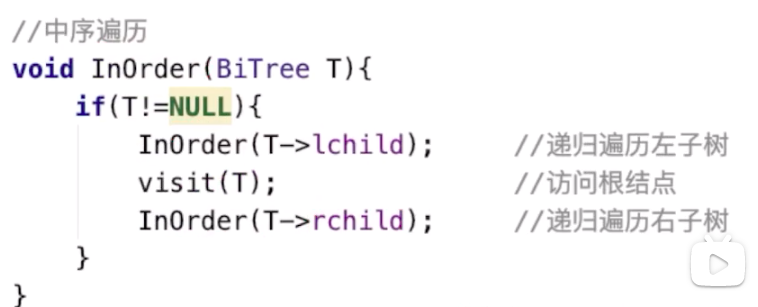 //中序遍历
void InOrder(BiTree T){
    if(T!=NULL){
        InOrder(T->lchild);     //递归遍历左子树
        visit(T);               //访问根结点
        InOrder(T->rchild);     //递归遍历右子树
    }
}